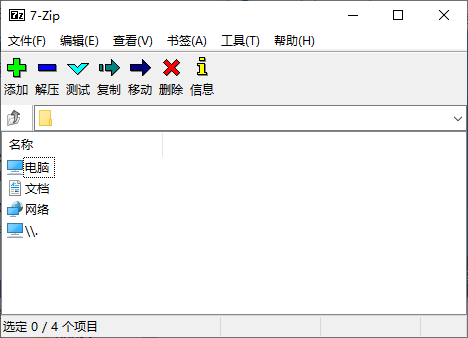 7z 7-Zip
文件(F) 编辑(E) 查看(V) 书签(A) 工具(T) 帮助(H)
添加 解压 测试 复制 移动 删除 信息
名称
电脑
文档
网络
\\.
选定 0 / 4 个项目